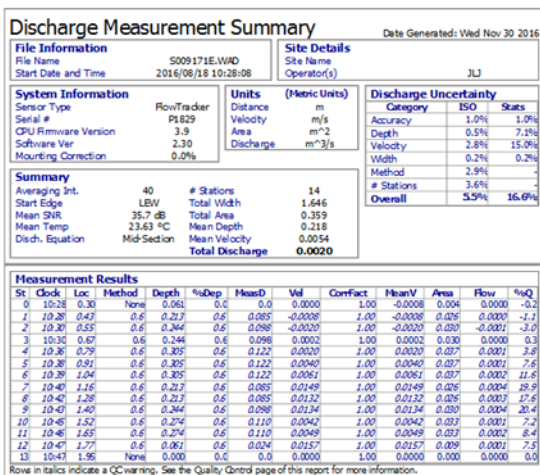 Discharge Measurement Summary
Date Generated: Wed Nov 30 2016
File Information
File Name S009171E.WAD
Start Date and Time 2016/08/18 10:28:08
Site Details
Site Name
Operator(s) JLJ
System Information
Sensor Type FlowTracker
Serial # P1829
CPU Firmware Version 3.9
Software Ver 2.30
Mounting Correction 0.0%
Units (Metric Units)
Distance m
Velocity m/s
Area m^2
Discharge m^3/s
Discharge Uncertainty
Category ISO Stats
Accuracy 1.0% 1.0%
Depth 0.5% 7.1%
Velocity 2.8% 15.0%
Width 0.2% 0.2%
Method 2.9% -
# Stations 3.6% -
Overall 5.5% 16.6%
Summary
Averaging Int. 40 # Stations 14
Start Edge LEW Total Width 1.646
Mean SNR 35.7 dB Total Area 0.359
Mean Temp 23.63 °C Mean Depth 0.218
Disch. Equation Mid-Section Mean Velocity 0.0054
Total Discharge 0.0020
Measurement Results
St Clock Loc Method Depth %Dep MeasD Vel CorrFact MeanV Area Flow %Q
0 10:28 0.30 None 0.061 0.0 0.0 0.0000 1.00 -0.0008 0.004 0.0000 -0.2
1 10:28 0.43 0.6 0.213 0.6 0.085 -0.0008 1.00 -0.0008 0.026 0.0000 -1.1
2 10:30 0.55 0.6 0.244 0.6 0.098 -0.0020 1.00 -0.0020 0.030 -0.0001 -3.0
3 10:30 0.67 0.6 0.244 0.6 0.098 0.0002 1.00 0.0002 0.030 0.0000 0.3
4 10:36 0.79 0.6 0.305 0.6 0.122 0.0020 1.00 0.0020 0.037 0.0001 3.8
5 10:38 0.91 0.6 0.305 0.6 0.122 0.0040 1.00 0.0040 0.037 0.0001 7.6
6 10:39 1.04 0.6 0.305 0.6 0.122 0.0061 1.00 0.0061 0.037 0.0002 11.6
7 10:40 1.16 0.6 0.213 0.6 0.085 0.0149 1.00 0.0149 0.026 0.0004 19.9
8 10:42 1.28 0.6 0.213 0.6 0.085 0.0132 1.00 0.0132 0.026 0.0003 17.6
9 10:43 1.40 0.6 0.244 0.6 0.098 0.0134 1.00 0.0134 0.030 0.0004 20.4
10 10:45 1.52 0.6 0.274 0.6 0.110 0.0042 1.00 0.0042 0.033 0.0001 7.2
11 10:46 1.65 0.6 0.274 0.6 0.110 0.0049 1.00 0.0049 0.033 0.0002 8.4
12 10:47 1.77 0.6 0.061 0.6 0.024 0.0157 1.00 0.0157 0.009 0.0001 7.5
13 10:47 1.95 None 0.000 0.0 0.0 0.0000 1.00 0.0000 0.000 0.0000 0.0
Rows in italics indicate a QC warning. See the Quality Control page of this report for more information.